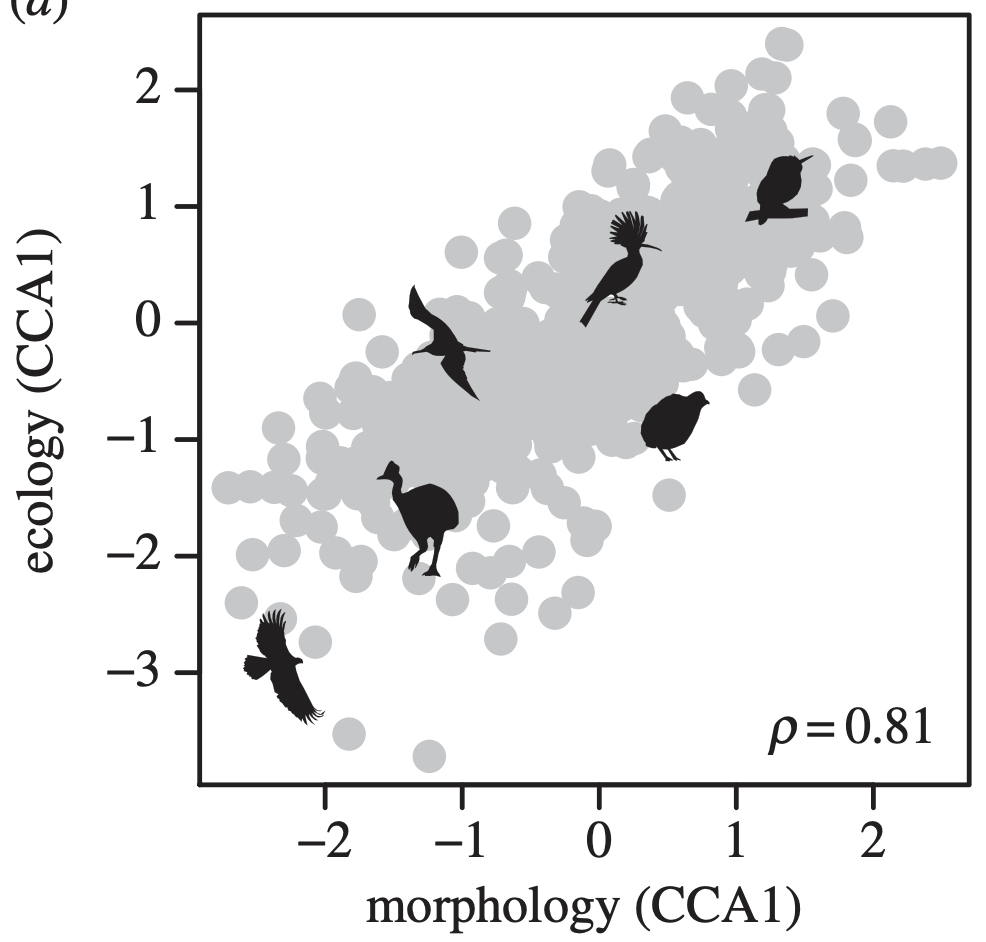 (a)
2
1
0
−1
−2
−3
ecology (CCA1)
ρ = 0.81
−2 −1 0 1 2
morphology (CCA1)